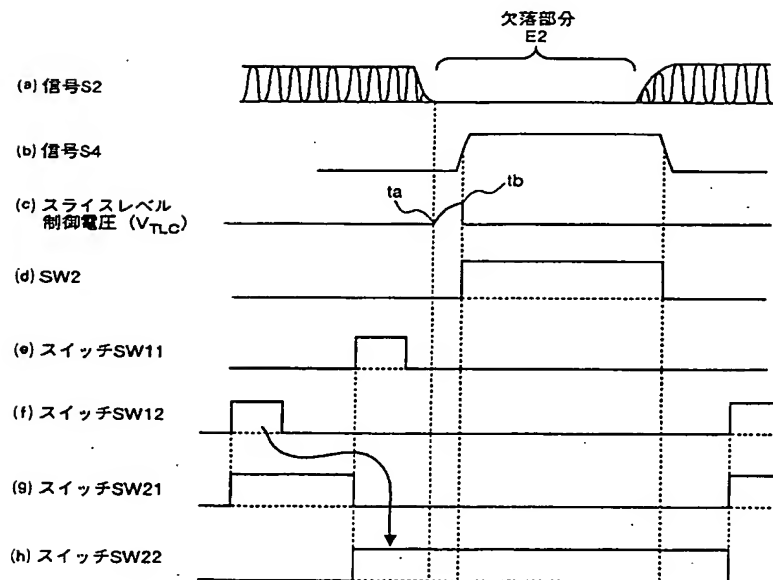 欠落部分
E2
(a) 信号S2
(b) 信号S4
(c) スライスレベル
制御電圧 (VTLC)
ta
tb
(d) SW2
(e) スイッチSW11
(f) スイッチSW12
(g) スイッチSW21
(h) スイッチSW22